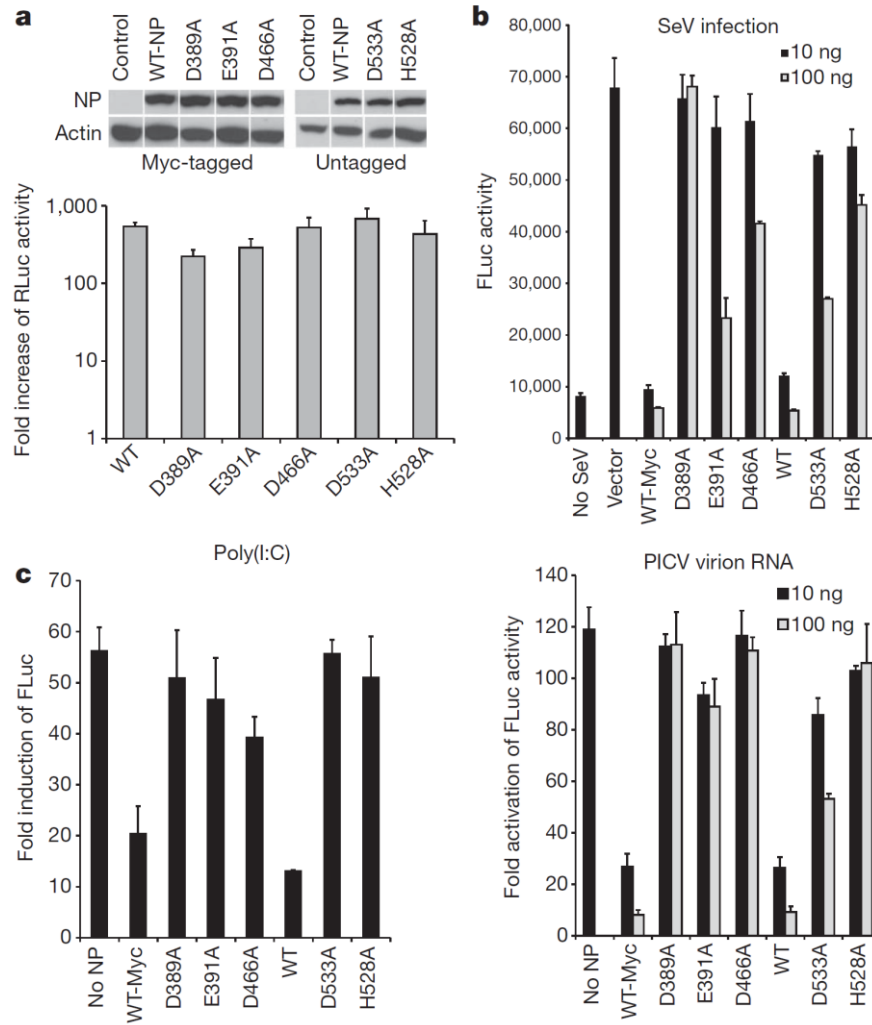 a
Control
WT-NP
D389A
E391A
D466A
Control
WT-NP
D533A
H528A
NP
Actin
Myc-tagged
Untagged
Fold increase of RLuc activity
1,000
100
10
1
WT
D389A
E391A
D466A
D533A
H528A
b
SeV infection
10 ng
100 ng
FLuc activity
80,000
70,000
60,000
50,000
40,000
30,000
20,000
10,000
0
No SeV
Vector
WT-Myc
D389A
E391A
D466A
WT
D533A
H528A
c
Poly(I:C)
Fold induction of FLuc
70
60
50
40
30
20
10
0
No NP
WT-Myc
D389A
E391A
D466A
WT
D533A
H528A
PICV virion RNA
10 ng
100 ng
Fold activation of FLuc activity
140
120
100
80
60
40
20
0
No NP
WT-Myc
D389A
E391A
D466A
WT
D533A
H528A